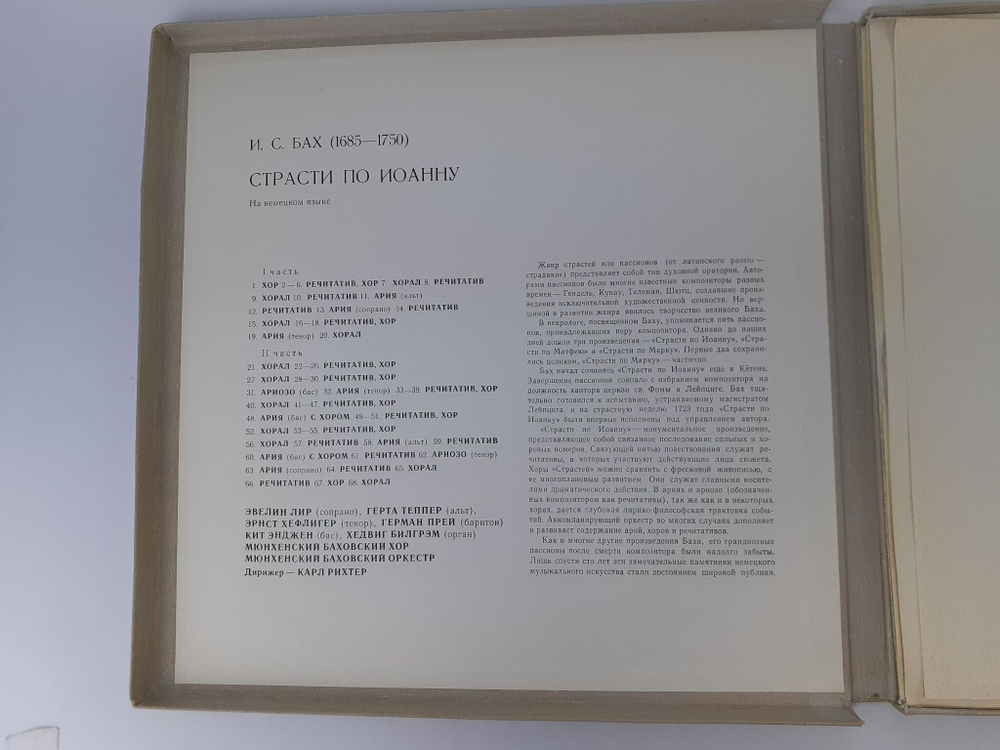 И. С. БАХ (1685—1750)
СТРАСТИ ПО ИОАННУ
На немецком языке
I часть
1. ХОР 2—6. РЕЧИТАТИВ, ХОР 7. ХОРАЛ 8. РЕЧИТАТИВ
9. ХОРАЛ 10. РЕЧИТАТИВ 11. АРИЯ (альт)
12. РЕЧИТАТИВ 13. АРИЯ (сопрано) 14. РЕЧИТАТИВ
15. ХОРАЛ 16—18. РЕЧИТАТИВ, ХОР
19. АРИЯ (тенор) 20. ХОРАЛ
II часть
21. ХОРАЛ 22—26. РЕЧИТАТИВ, ХОР
27. ХОРАЛ 28—30. РЕЧИТАТИВ, ХОР
31. АРИОЗО (бас) 32. АРИЯ (тенор) 33—39. РЕЧИТАТИВ, ХОР
40. ХОРАЛ 41—47. РЕЧИТАТИВ, ХОР
48. АРИЯ (бас) С ХОРОМ 49—51. РЕЧИТАТИВ, ХОР
52. ХОРАЛ 53—55. РЕЧИТАТИВ, ХОР
56. ХОРАЛ 57. РЕЧИТАТИВ 58. АРИЯ (альт) 59. РЕЧИТАТИВ
60. АРИЯ (бас) С ХОРОМ 61. РЕЧИТАТИВ 62. АРИОЗО (тенор)
63. АРИЯ (сопрано) 64. РЕЧИТАТИВ 65. ХОРАЛ
66. РЕЧИТАТИВ 67. ХОР 68. ХОРАЛ
ЭВЕЛИН ЛИР (сопрано), ГЕРТА ТЕППЕР (альт),
ЭРНСТ ХЕФЛИГЕР (тенор), ГЕРМАН ПРЕЙ (баритон)
КИТ ЭНДЖЕН (бас), ХЕДВИГ БИЛГРЭМ (орган)
МЮНХЕНСКИЙ БАХОВСКИЙ ХОР
МЮНХЕНСКИЙ БАХОВСКИЙ ОРКЕСТР
Дирижер — КАРЛ РИХТЕР
Жанр страстей или пассионов (от латинского passio —
страдание) представляет собой тип духовной оратории. Авто-
рами пассионов были многие известные композиторы разных
времен — Гендель, Кунау, Телеман, Шютц, создавшие произ-
ведения исключительной художественной ценности. Но вер-
шиной в развитии жанра явилось творчество великого Баха.
В некрологе, посвященном Баху, упоминается пять пассио-
нов, принадлежавших перу композитора. Однако до наших
дней дошли три произведения — «Страсти по Иоанну», «Стра-
сти по Матфею» и «Страсти по Марку». Первые два сохрани-
лись целиком, «Страсти по Марку» — частично.
Бах начал сочинять «Страсти по Иоанну» еще в Кётене.
Завершение пассионов совпало с избранием композитора на
должность кантора церкви св. Фомы в Лейпциге. Бах тща-
тельно готовился к испытанию, устраиваемому магистратом
Лейпцига, и на страстную неделю 1723 года «Страсти по
Иоанну» были впервые исполнены под управлением автора.
«Страсти по Иоанну» — монументальное произведение,
представляющее собой связанное последование сольных и хо-
ровых номеров. Связующей нитью повествования служат ре-
читативы, в которых участвуют действующие лица сюжета.
Хоры «Страстей» можно сравнить с фресковой живописью, с
ее многоплановым развитием. Они служат главными носите-
лями драматического действия. В ариях и ариозо (обозначен-
ных композитором как речитативы), так же как и в некоторых
хорах, дается глубокая лирико-философская трактовка собы-
тий. Аккомпанирующий оркестр во многих случаях дополняет
и развивает содержание арий, хоров и речитативов.
Как и многие другие произведения Баха, его грандиозные
пассионы после смерти композитора были надолго забыты.
Лишь спустя сто лет эти замечательные памятники немецкого
музыкального искусства стали достоянием широкой публики.